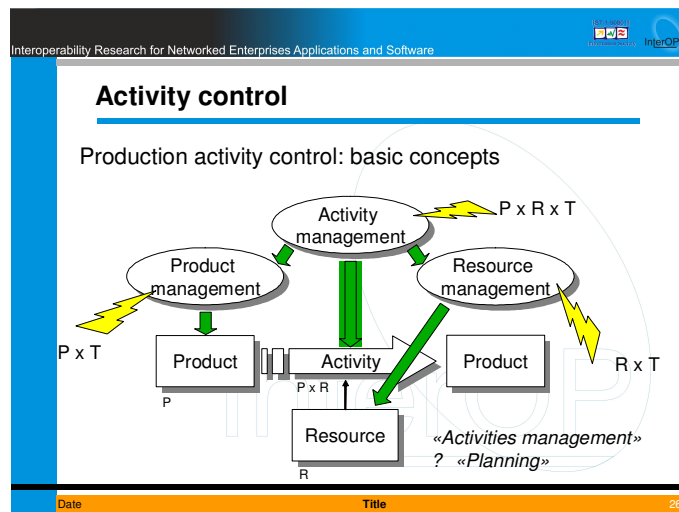 Interoperability Research for Networked Enterprises Applications and Software
InterOP
Activity control
Production activity control: basic concepts
Activity
management
P x R x T
Product
management
Resource
management
P x T
Product
Activity
Product
R x T
P x R
P
Resource
R
«Activities management»
? «Planning»
Date
Title
26